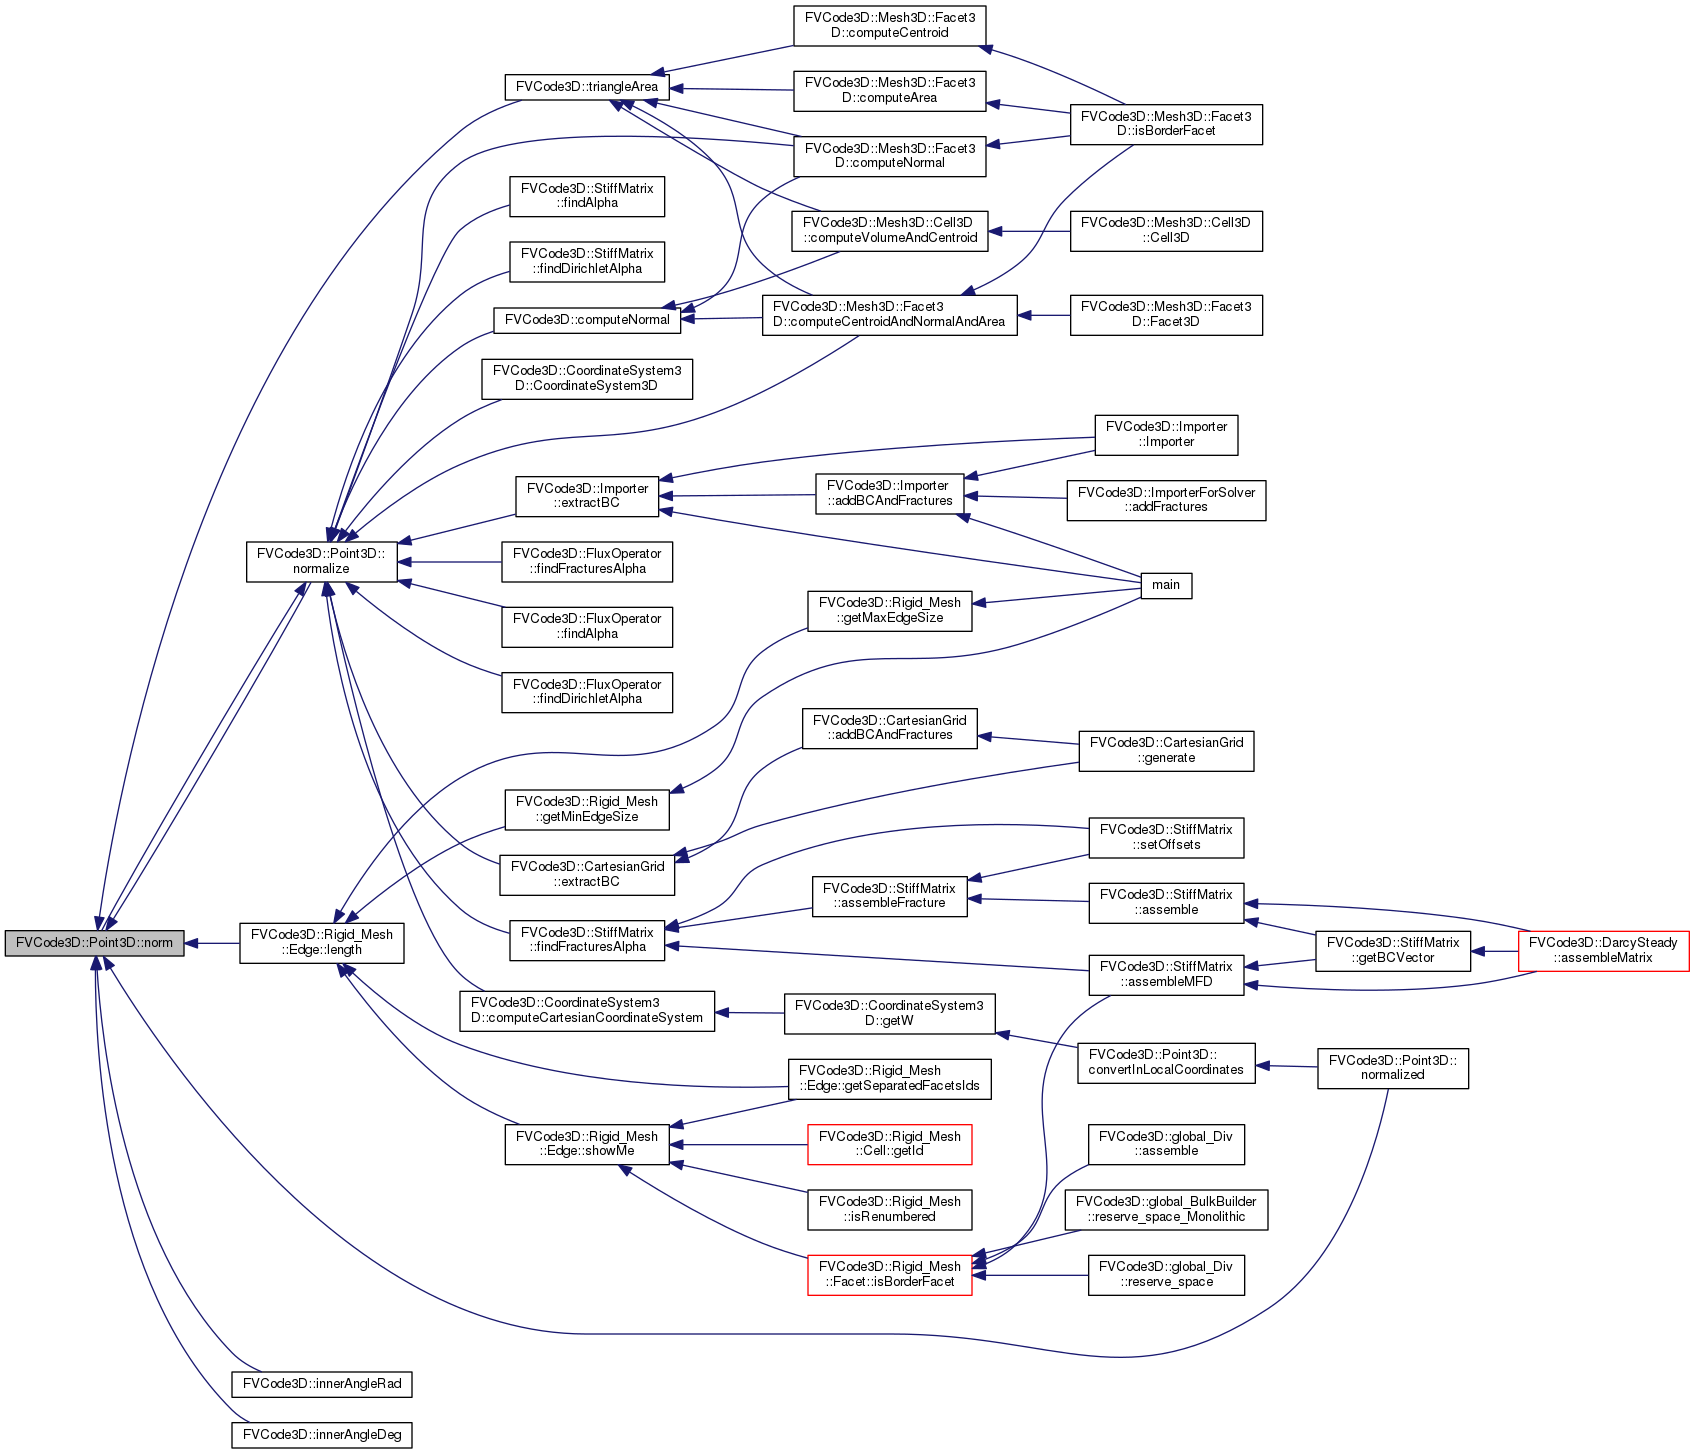 FVCode3D::Mesh3D::Facet3
D::computeCentroid
FVCode3D::triangleArea
FVCode3D::Mesh3D::Facet3
D::computeArea
FVCode3D::Mesh3D::Facet3
D::isBorderFacet
FVCode3D::Mesh3D::Facet3
D::computeNormal
FVCode3D::StiffMatrix
::findAlpha
FVCode3D::Mesh3D::Cell3D
::computeVolumeAndCentroid
FVCode3D::Mesh3D::Cell3D
::Cell3D
FVCode3D::StiffMatrix
::findDirichletAlpha
FVCode3D::computeNormal
FVCode3D::Mesh3D::Facet3
D::computeCentroidAndNormalAndArea
FVCode3D::Mesh3D::Facet3
D::Facet3D
FVCode3D::CoordinateSystem3
D::CoordinateSystem3D
FVCode3D::Importer
::Importer
FVCode3D::Importer
::extractBC
FVCode3D::Importer
::addBCAndFractures
FVCode3D::ImporterForSolver
::addFractures
FVCode3D::Point3D::
normalize
FVCode3D::FluxOperator
::findFracturesAlpha
main
FVCode3D::FluxOperator
::findAlpha
FVCode3D::Rigid_Mesh
::getMaxEdgeSize
FVCode3D::FluxOperator
::findDirichletAlpha
FVCode3D::CartesianGrid
::addBCAndFractures
FVCode3D::CartesianGrid
::generate
FVCode3D::Rigid_Mesh
::getMinEdgeSize
FVCode3D::StiffMatrix
::setOffsets
FVCode3D::CartesianGrid
::extractBC
FVCode3D::StiffMatrix
::assembleFracture
FVCode3D::StiffMatrix
::assemble
FVCode3D::Point3D::norm
FVCode3D::Rigid_Mesh
::Edge::length
FVCode3D::StiffMatrix
::findFracturesAlpha
FVCode3D::StiffMatrix
::getBCVector
FVCode3D::DarcySteady
::assembleMatrix
FVCode3D::StiffMatrix
::assembleMFD
FVCode3D::CoordinateSystem3
D::computeCartesianCoordinateSystem
FVCode3D::CoordinateSystem3
D::getW
FVCode3D::Point3D::
convertInLocalCoordinates
FVCode3D::Point3D::
normalized
FVCode3D::Rigid_Mesh
::Edge::getSeparatedFacetsIds
FVCode3D::Rigid_Mesh
::Edge::showMe
FVCode3D::Rigid_Mesh
::Cell::getId
FVCode3D::global_Div
::assemble
FVCode3D::Rigid_Mesh
::isRenumbered
FVCode3D::global_BulkBuilder
::reserve_space_Monolithic
FVCode3D::Rigid_Mesh
::Facet::isBorderFacet
FVCode3D::global_Div
::reserve_space
FVCode3D::innerAngleRad
FVCode3D::innerAngleDeg